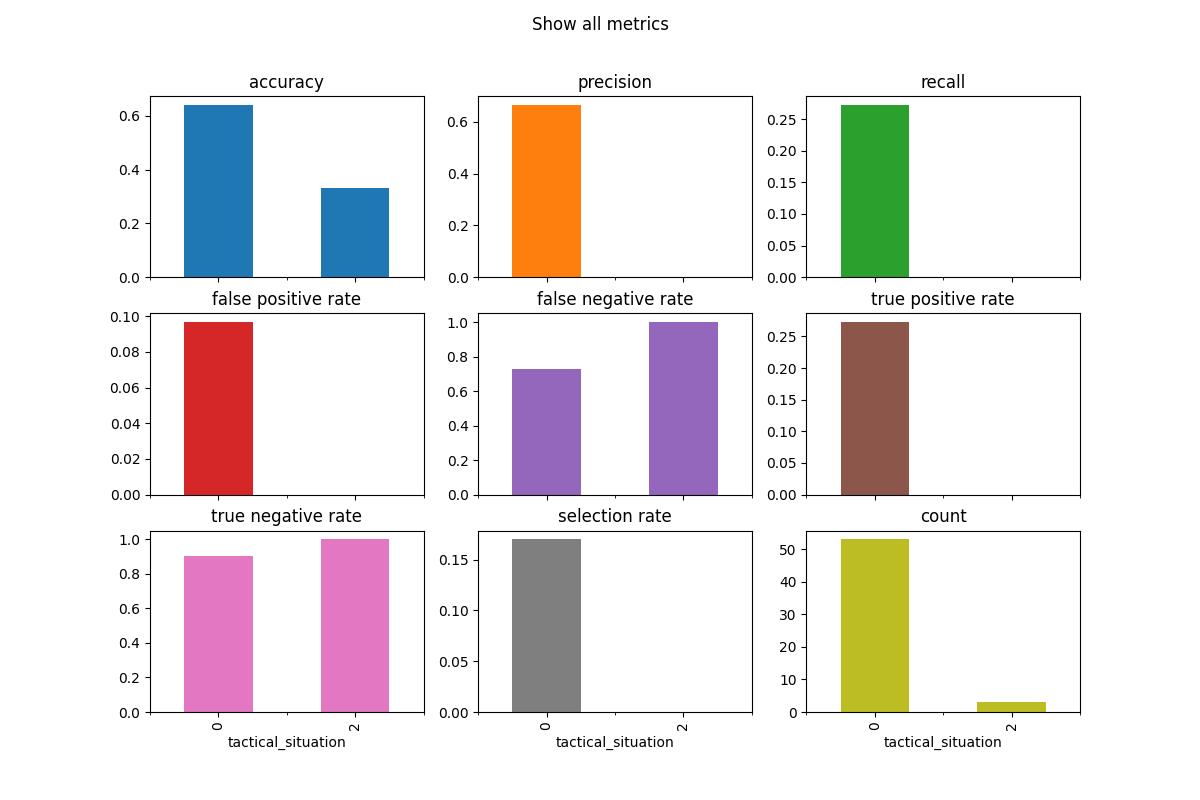 Show all metrics
accuracy precision recall
0.6 0.6 0.25
0.20
0.4 0.4 0.15
0.2 0.2 0.10
0.05
0.0 0.0 0.00
false positive rate false negative rate true positive rate
0.10 1.0 0.25
0.08 0.8 0.20
0.06 0.6 0.15
0.04 0.4 0.10
0.02 0.2 0.05
0.00 0.0 0.00
true negative rate selection rate count
1.0 0.15 50
0.8 40
0.6 0.10 30
0.4 0.05 20
0.2 10
0.0 0.00 0
0 2 0 2 0 2
tactical_situation tactical_situation tactical_situation